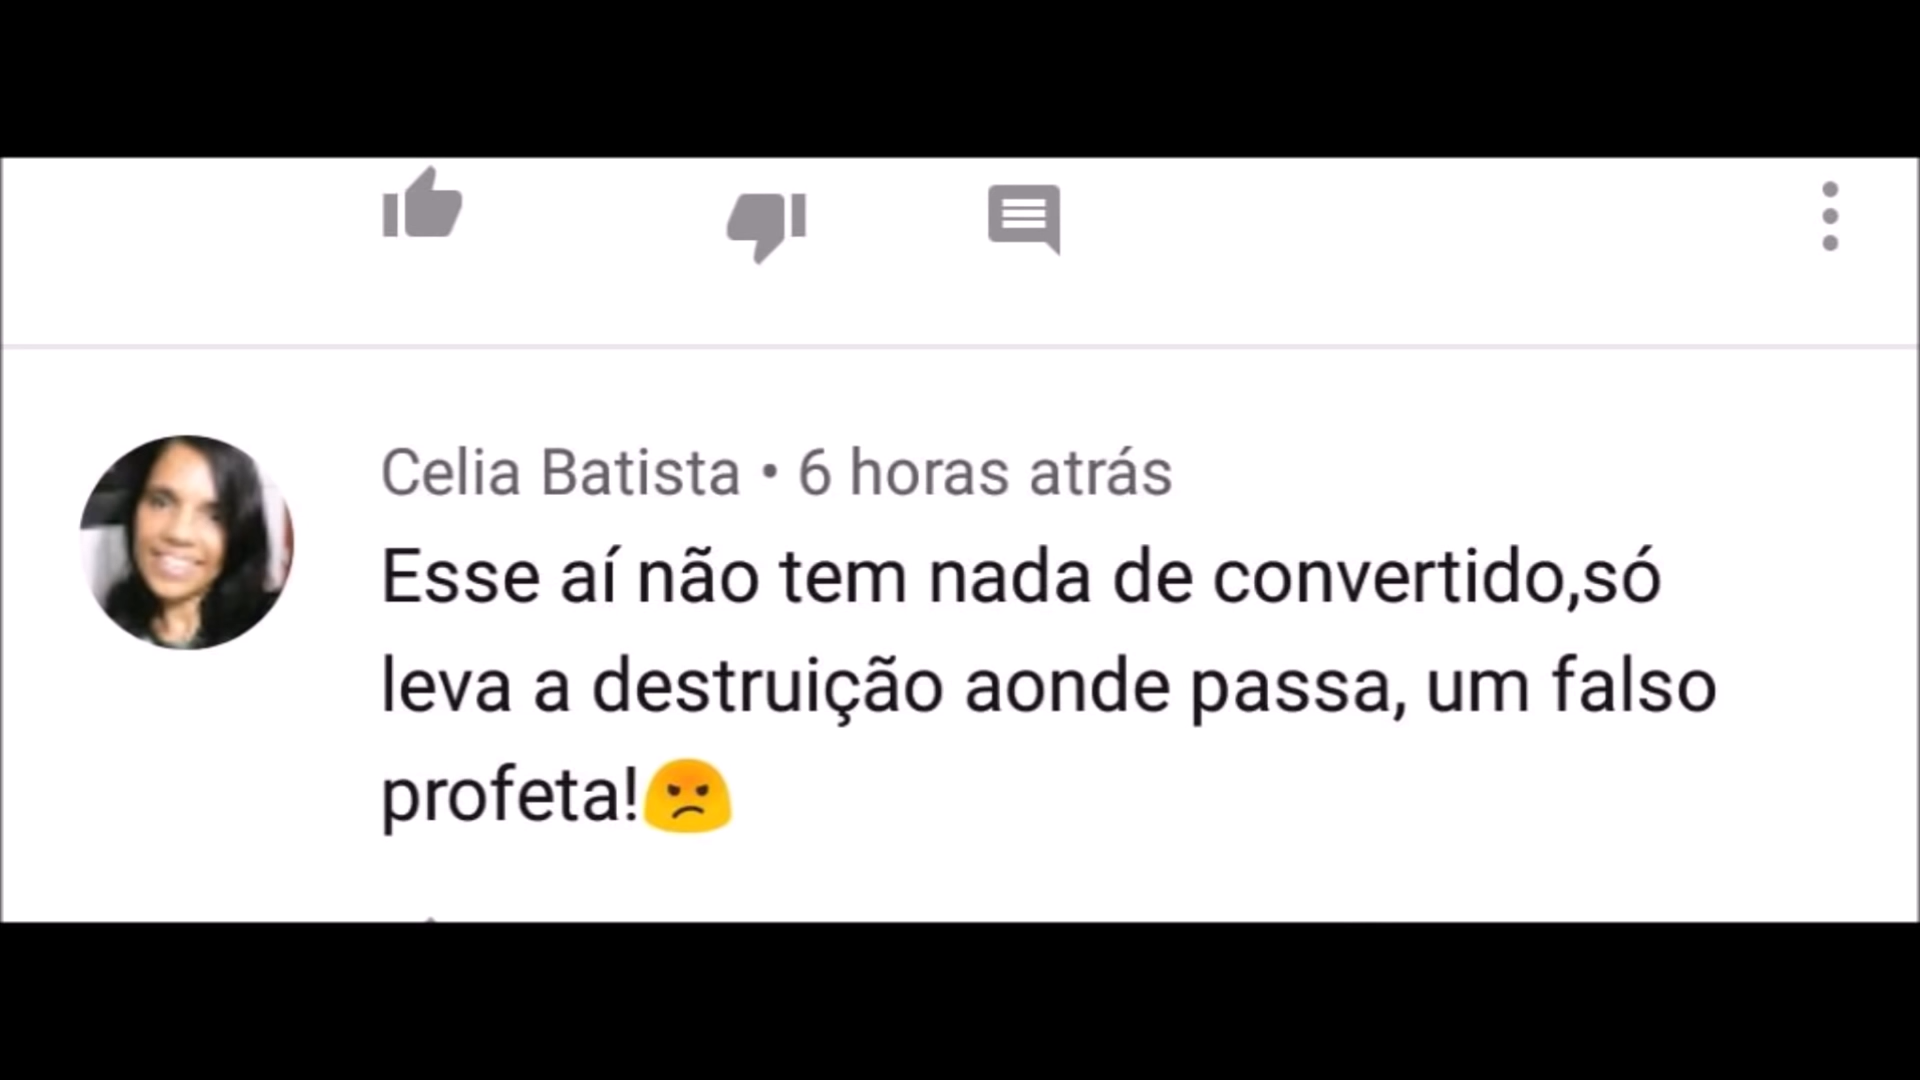 Celia Batista • 6 horas atrás
Esse aí não tem nada de convertido,só
leva a destruição aonde passa, um falso
profeta!😡